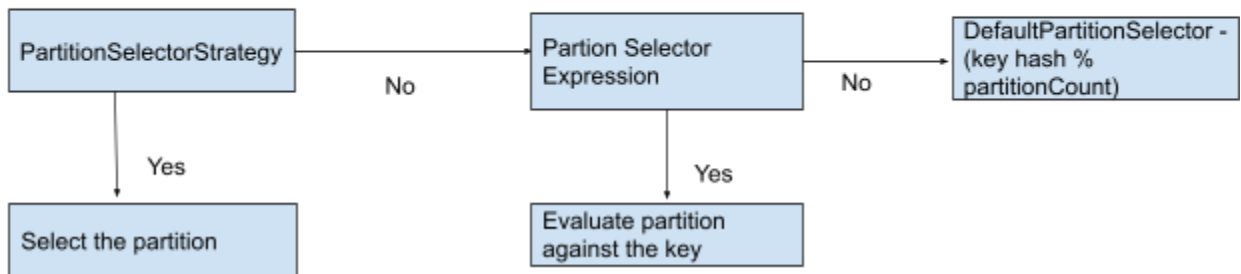 PartitionSelectorStrategy
No
Partion Selector
Expression
No
DefaultPartitionSelector -
(key hash %
partitionCount)
Yes
Yes
Select the partition
Evaluate partition
against the key